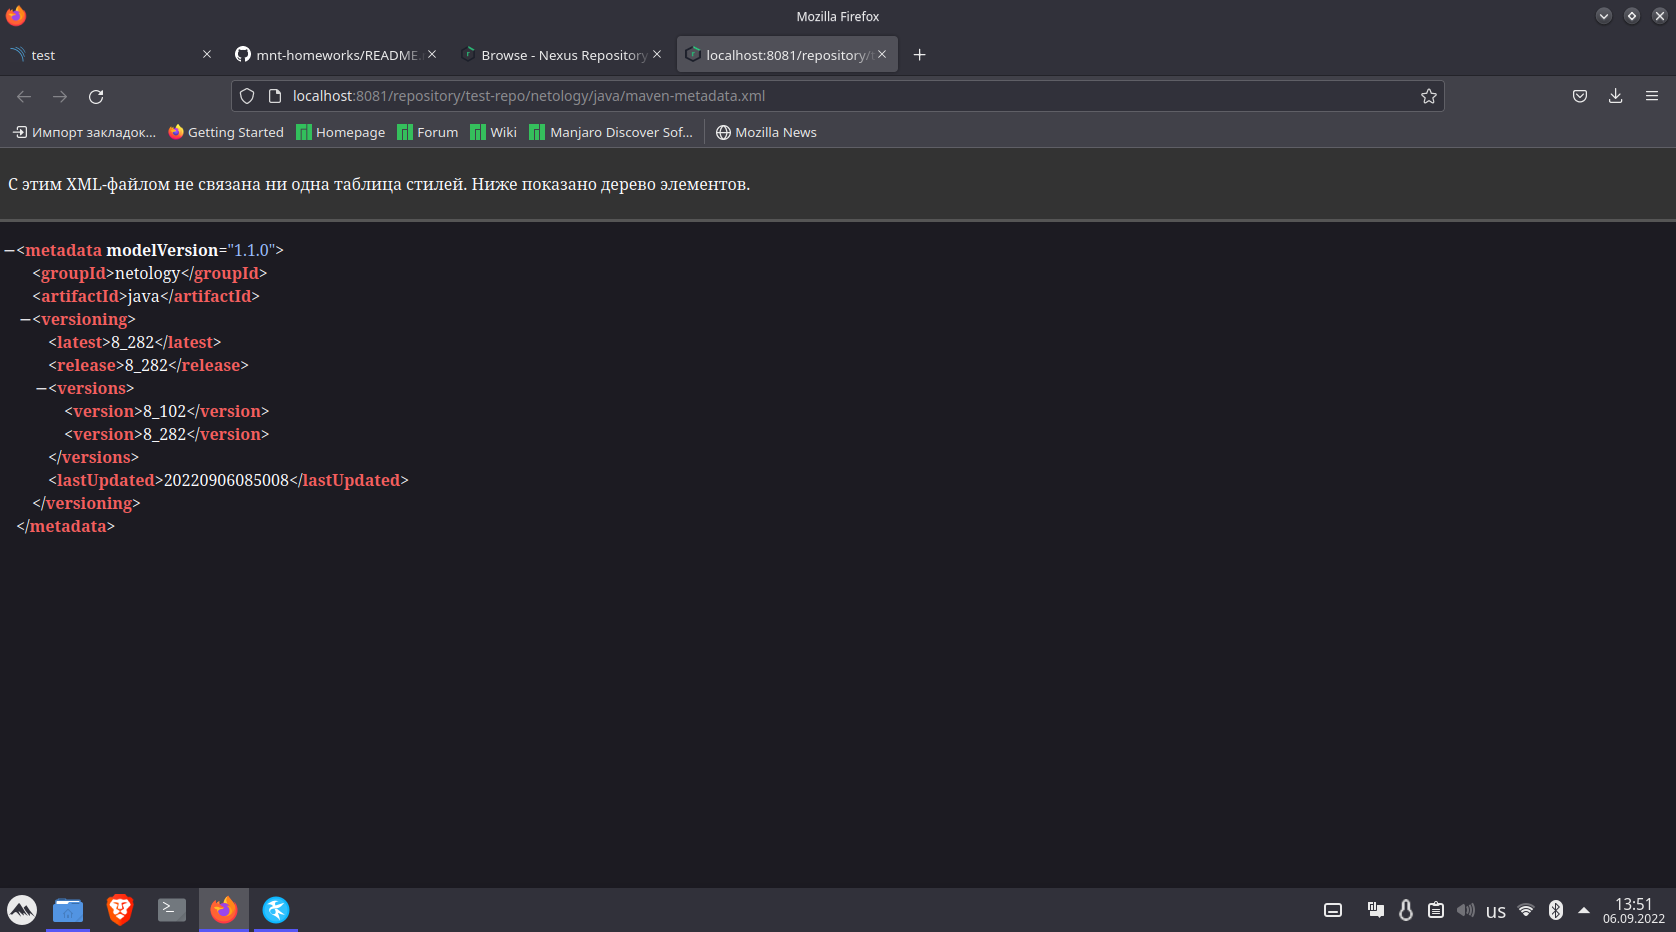 Mozilla Firefox
test
mnt-homeworks/README.
Browse - Nexus Repository
localhost:8081/repository/t
localhost:8081/repository/test-repo/netology/java/maven-metadata.xml
Импорт закладок...
Getting Started
Homepage
Forum
Wiki
Manjaro Discover Sof...
Mozilla News
С этим XML-файлом не связана ни одна таблица стилей. Ниже показано дерево элементов.
−<metadata modelVersion="1.1.0">
<groupId>netology</groupId>
<artifactId>java</artifactId>
−<versioning>
<latest>8_282</latest>
<release>8_282</release>
−<versions>
<version>8_102</version>
<version>8_282</version>
</versions>
<lastUpdated>20220906085008</lastUpdated>
</versioning>
</metadata>
us
13:51
06.09.2022